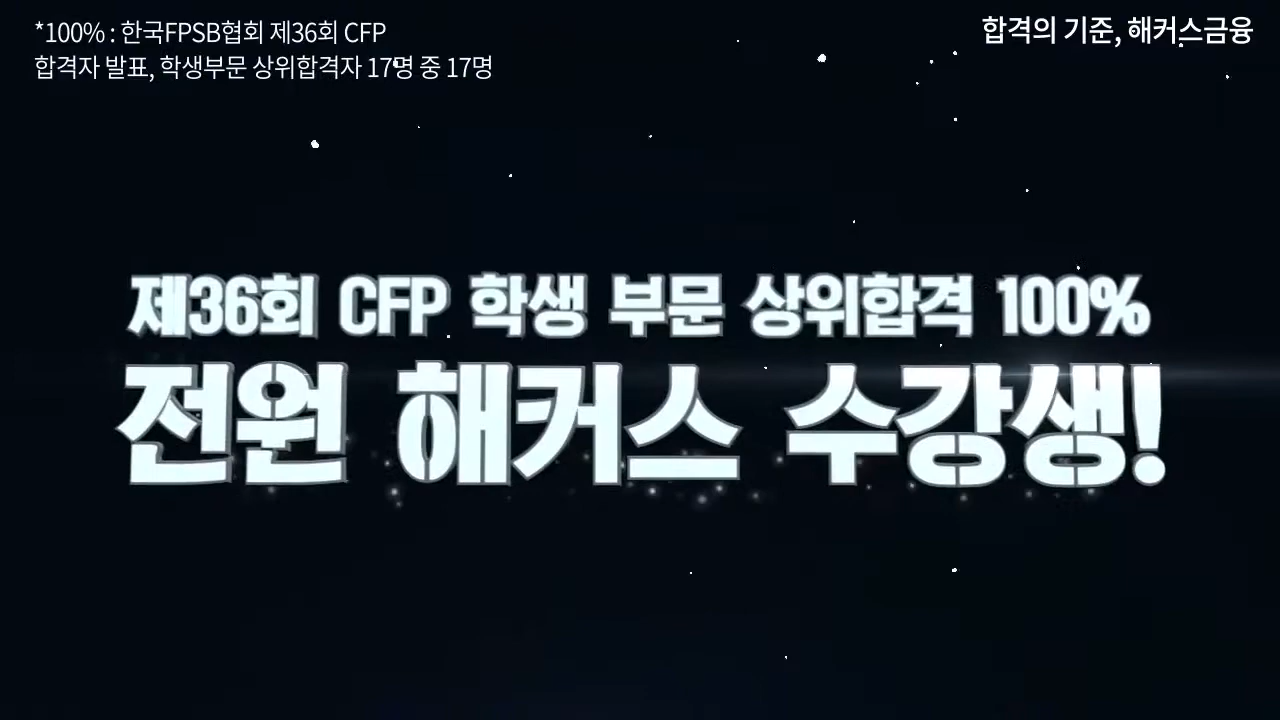 *100% : 한국FPSB협회 제36회 CFP
합격자 발표, 학생부문 상위합격자 17명 중 17명
합격의 기준, 해커스금융
제36회 CFP 학생 부문 상위합격 100%
전원 해커스 수강생!